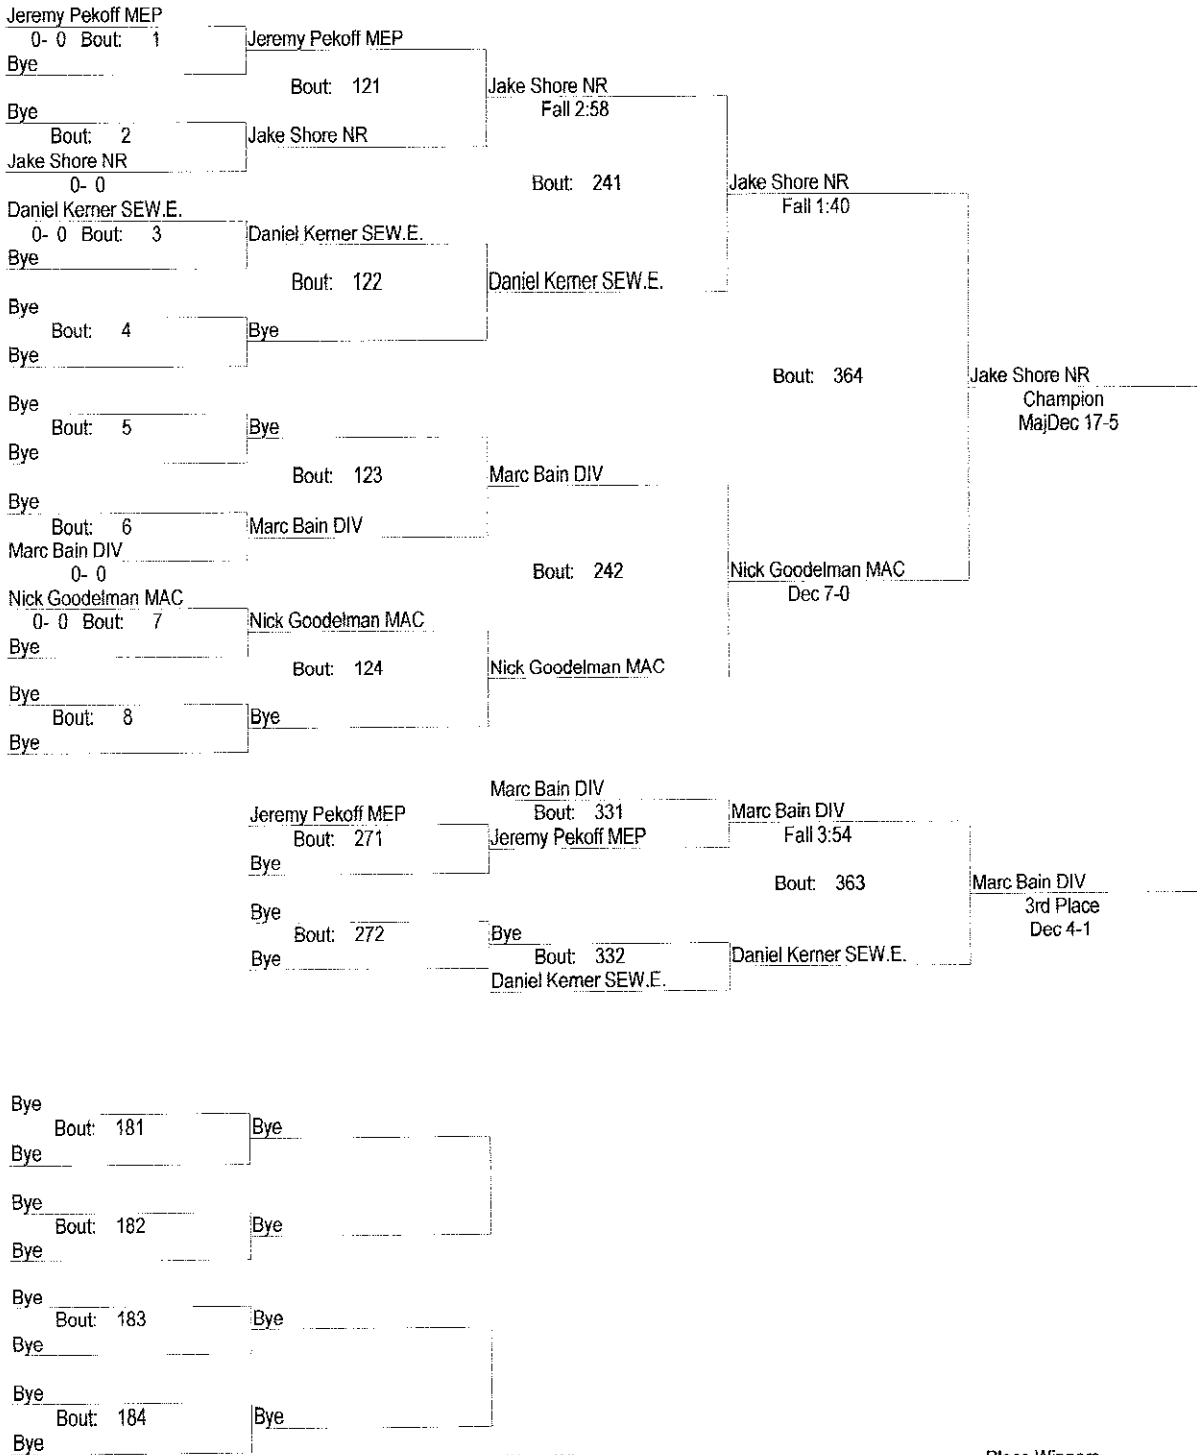 Jeremy Pekoff MEP
0- 0 Bout: 1
Jeremy Pekoff MEP
Bye
Bout: 121
Jake Shore NR
Fall 2:58
Bye
Bout: 2
Jake Shore NR
Jake Shore NR
0- 0
Bout: 241
Jake Shore NR
Fall 1:40
Daniel Kerner SEW.E.
0- 0 Bout: 3
Daniel Kerner SEW.E.
Bye
Bout: 122
Daniel Kerner SEW.E.
Bye
Bout: 4
Bye
Bye
Bout: 364
Jake Shore NR
Champion
MajDec 17-5
Bye
Bout: 5
Bye
Bye
Bout: 123
Marc Bain DIV
Bye
Bout: 6
Marc Bain DIV
Marc Bain DIV
0- 0
Bout: 242
Nick Goodelman MAC
Dec 7-0
Nick Goodelman MAC
0- 0 Bout: 7
Nick Goodelman MAC
Bye
Bout: 124
Nick Goodelman MAC
Bye
Bout: 8
Bye
Bye
Marc Bain DIV
Jeremy Pekoff MEP
Bout: 331
Marc Bain DIV
Bout: 271
Jeremy Pekoff MEP
Fall 3:54
Bye
Bout: 363
Marc Bain DIV
3rd Place
Dec 4-1
Bye
Bout: 272
Bye
Bye
Bout: 332
Daniel Kerner SEW.E.
Daniel Kerner SEW.E.
Bye
Bout: 181
Bye
Bye
Bye
Bout: 182
Bye
Bye
Bye
Bout: 183
Bye
Bye
Bye
Bout: 184
Bye
Bye